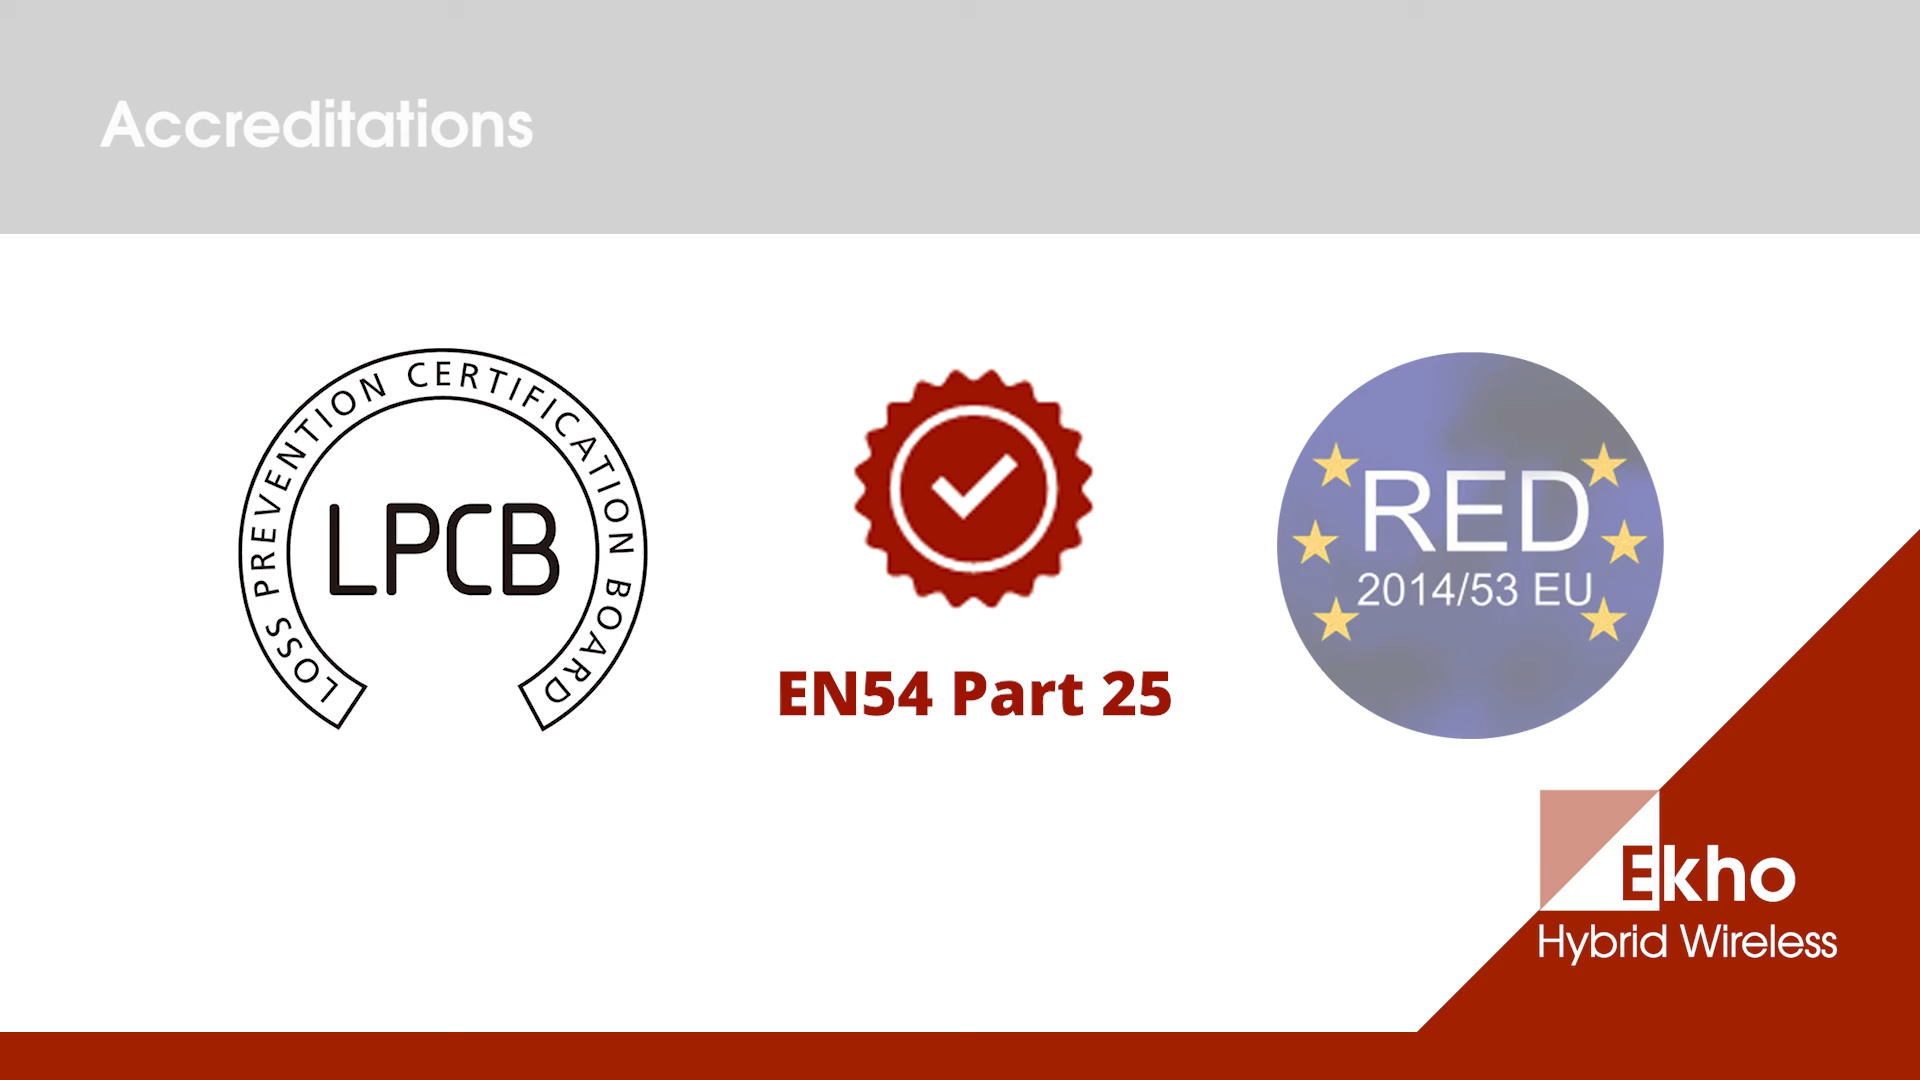 Accreditations
LOSS PREVENTION CERTIFICATION BOARD
LPCB
EN54 Part 25
RED
2014/53 EU
Ekho
Hybrid Wireless